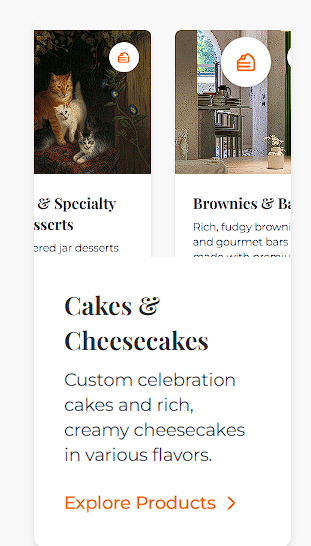 & Specialty
sserts
ered jar desserts
Brownies & Ba
Rich, fudgy browni
and gourmet bars
made with premiu
Cakes &
Cheesecakes
Custom celebration
cakes and rich,
creamy cheesecakes
in various flavors.
Explore Products